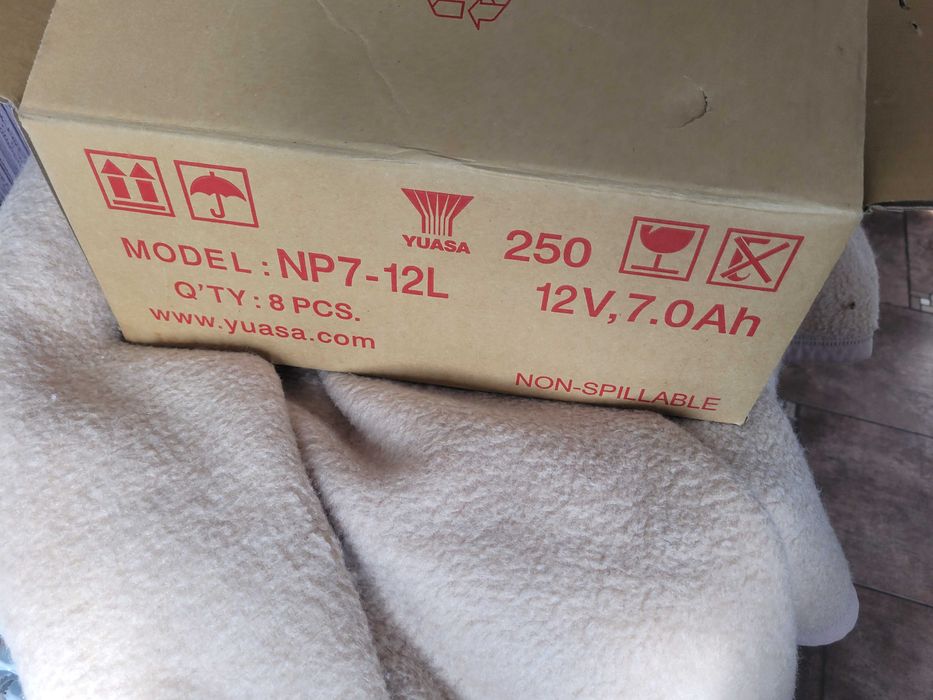 YUASA
250
MODEL : NP7-12L
12V, 7.0Ah
Q'TY : 8 PCS.
www.yuasa.com
NON-SPILLABLE